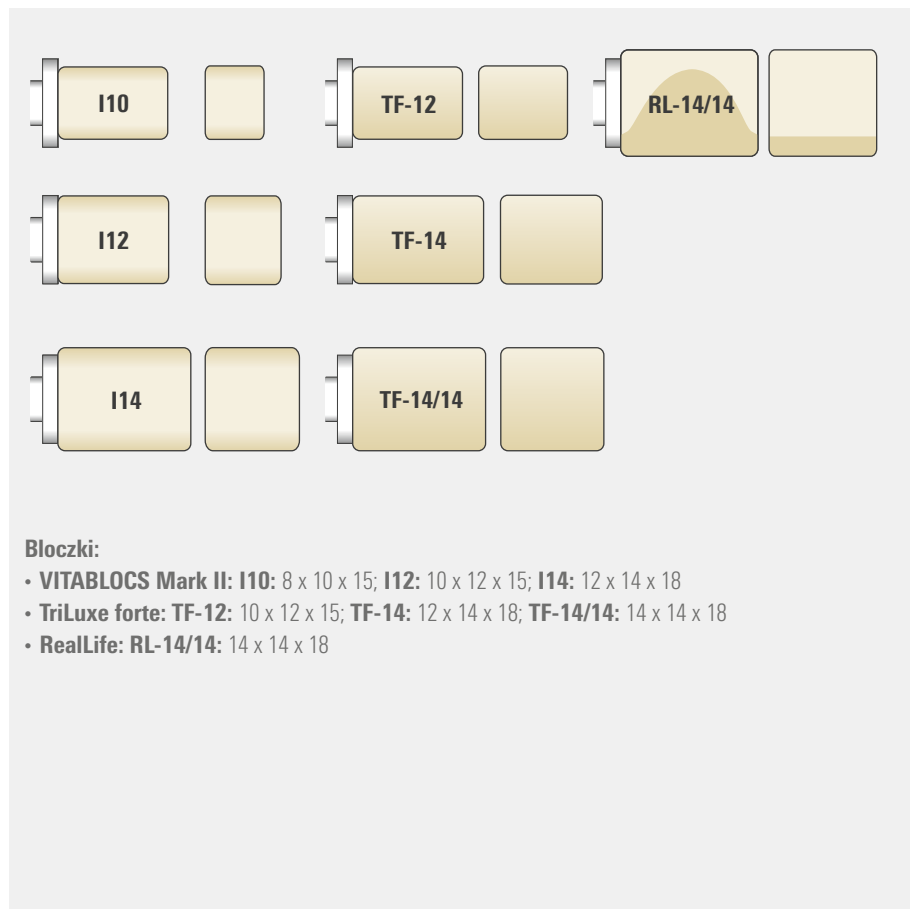 I10
TF-12
RL-14/14
I12
TF-14
I14
TF-14/14
Bloczki:
• VITABLOCS Mark II: I10: 8 x 10 x 15; I12: 10 x 12 x 15; I14: 12 x 14 x 18
• TriLuxe forte: TF-12: 10 x 12 x 15; TF-14: 12 x 14 x 18; TF-14/14: 14 x 14 x 18
• RealLife: RL-14/14: 14 x 14 x 18